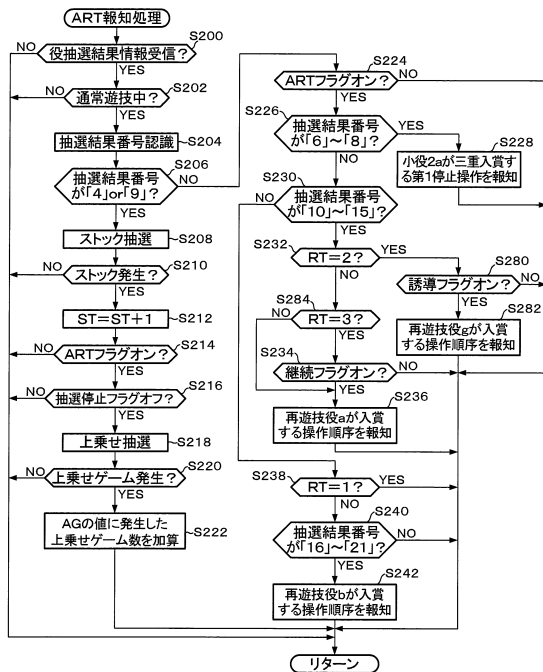 ART報知処理
S200
役抽選結果情報受信？
NO
YES
S202
通常遊技中？
NO
YES
抽選結果番号認識
S204
S206
抽選結果番号
が「4」or「9」？
NO
YES
ストック抽選
S208
S210
ストック発生？
NO
YES
ST=ST+1
S212
ARTフラグオン？
S214
NO
YES
S216
抽選停止フラグオフ？
NO
YES
上乗せ抽選
S218
上乗せゲーム発生？
S220
NO
YES
AGの値に発生した
上乗せゲーム数を加算
S222
S224
ARTフラグオン？
NO
YES
S226
抽選結果番号
が「6」～「8」？
YES
NO
S228
小役2aが三重入賞する
第1停止操作を報知
S230
抽選結果番号
が「10」～「15」？
NO
YES
S232
RT=2？
YES
NO
S280
誘導フラグオン？
NO
YES
S282
再遊技役gが入賞
する操作順序を報知
S284
RT=3？
NO
YES
S234
継続フラグオン？
NO
YES
S236
再遊技役aが入賞
する操作順序を報知
S238
RT=1？
YES
NO
S240
抽選結果番号
が「16」～「21」？
NO
YES
S242
再遊技役bが入賞
する操作順序を報知
リターン